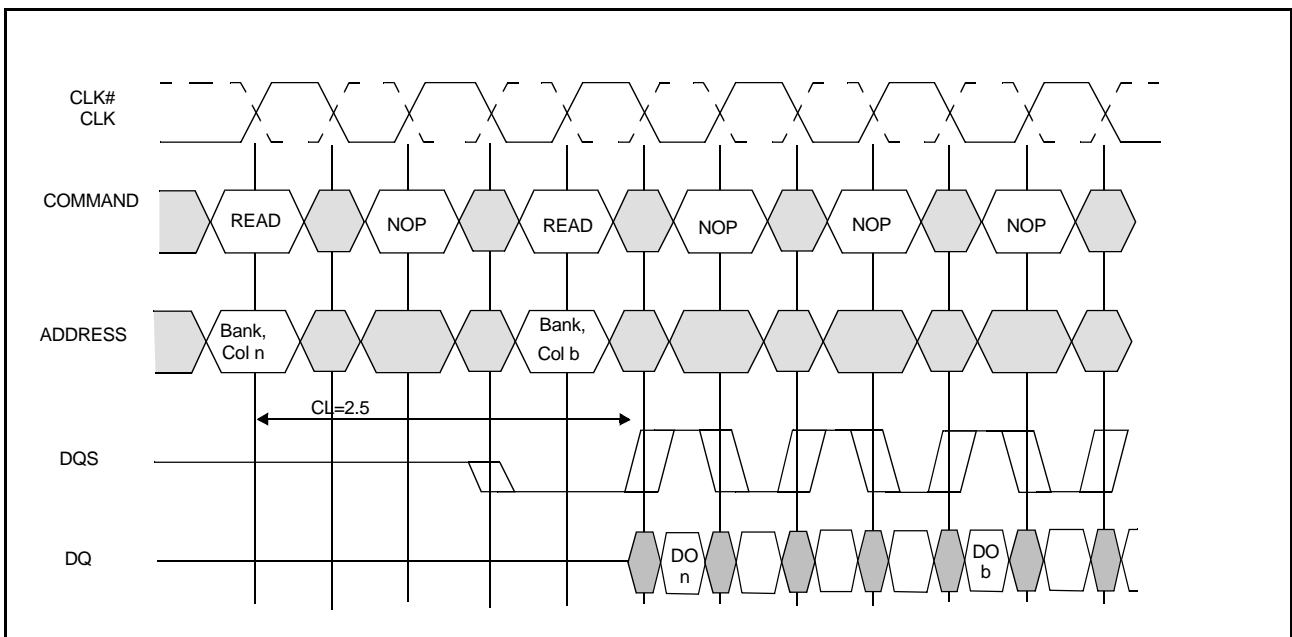 CLK#
CLK
COMMAND
READ
NOP
READ
NOP
NOP
NOP
ADDRESS
Bank,
Col n
Bank,
Col b
CL=2.5
DQS
DQ
DO
n
DO
b